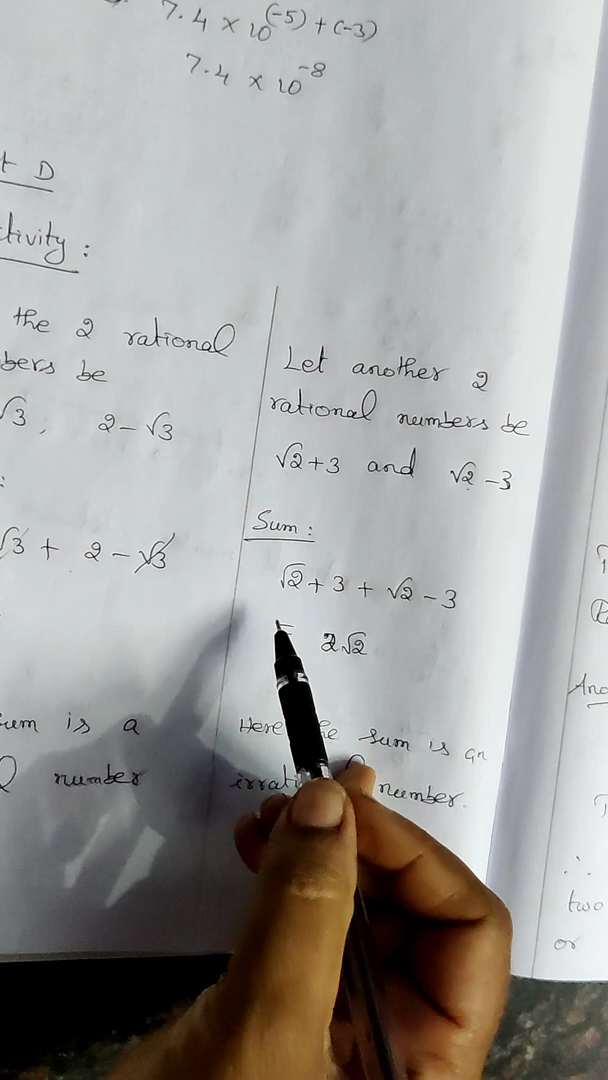 7.4 × 10^(-5)+(-3)
7.4 × 10^-8
D
tivity :
the 2 rational
bers be
√3, 2-√3
√3 + 2-√3
um is a
number
Let another 2
rational numbers be
√2+3 and √2-3
Sum :
√2+3+√2-3
= 2√2
Here the sum is an
number.
two
or